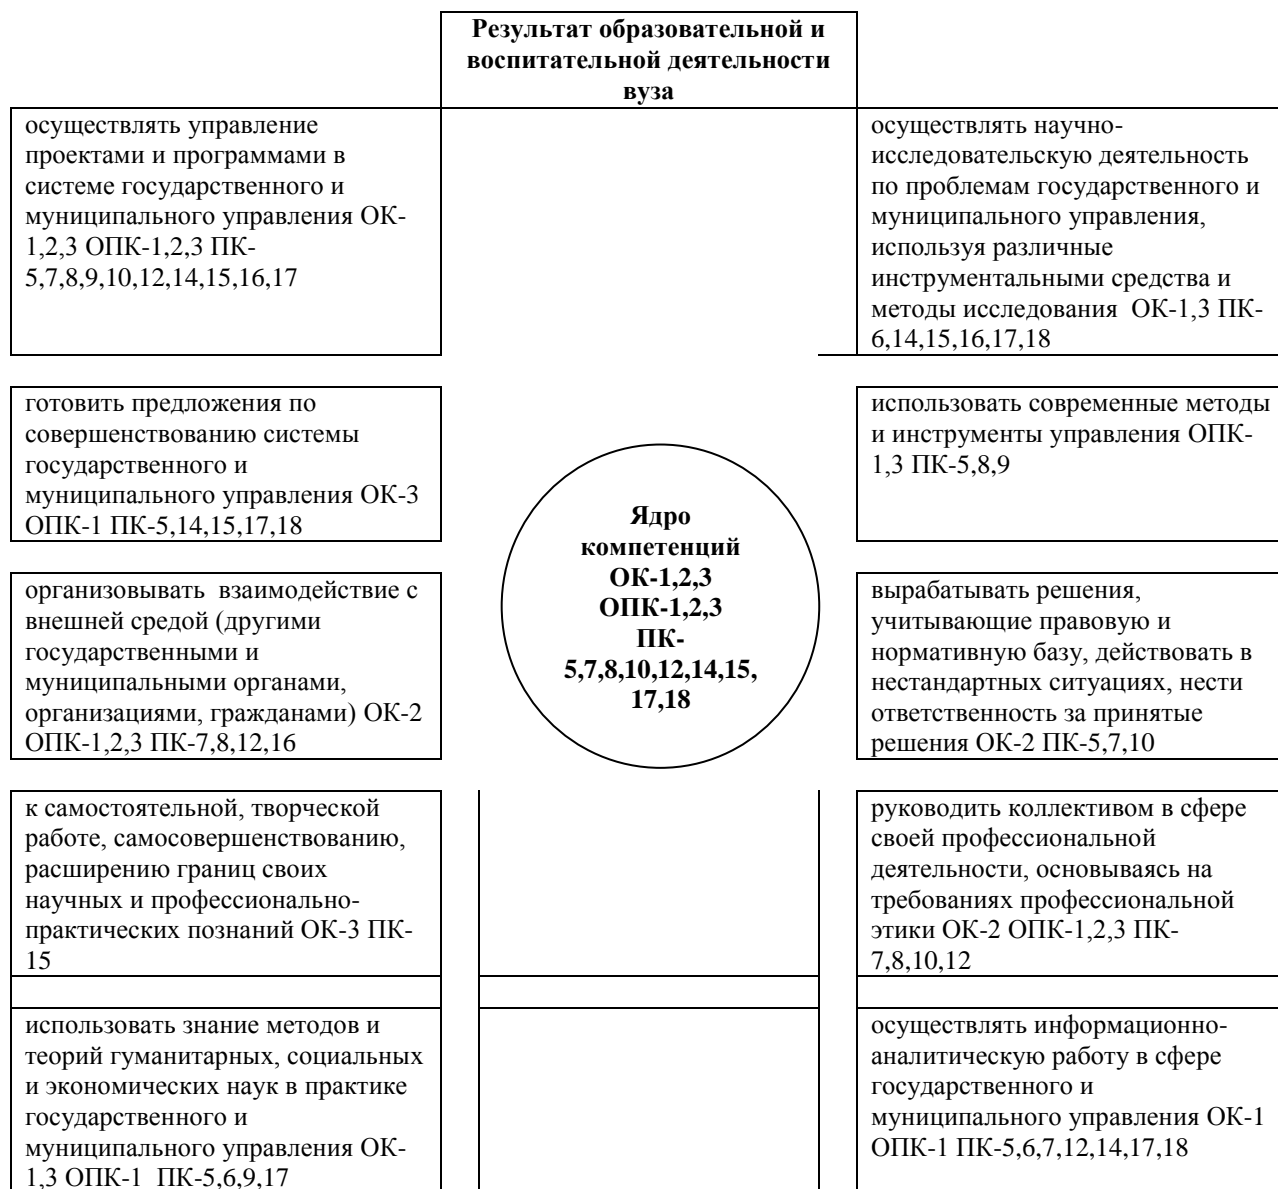 Результат образовательной и
воспитательной деятельности
вуза
осуществлять управление
проектами и программами в
системе государственного и
муниципального управления ОК-
1,2,3 ОПК-1,2,3 ПК-
5,7,8,9,10,12,14,15,16,17
осуществлять научно-
исследовательскую деятельность
по проблемам государственного и
муниципального управления,
используя различные
инструментальными средства и
методы исследования  ОК-1,3 ПК-
6,14,15,16,17,18
готовить предложения по
совершенствованию системы
государственного и
муниципального управления ОК-3
ОПК-1 ПК-5,14,15,17,18
использовать современные методы
и инструменты управления ОПК-
1,3 ПК-5,8,9
Ядро
компетенций
ОК-1,2,3
ОПК-1,2,3
ПК-
5,7,8,10,12,14,15,
17,18
организовывать  взаимодействие с
внешней средой (другими
государственными и
муниципальными органами,
организациями, гражданами) ОК-2
ОПК-1,2,3 ПК-7,8,12,16
вырабатывать решения,
учитывающие правовую и
нормативную базу, действовать в
нестандартных ситуациях, нести
ответственность за принятые
решения ОК-2 ПК-5,7,10
к самостоятельной, творческой
работе, самосовершенствованию,
расширению границ своих
научных и профессионально-
практических познаний ОК-3 ПК-
15
руководить коллективом в сфере
своей профессиональной
деятельности, основываясь на
требованиях профессиональной
этики ОК-2 ОПК-1,2,3 ПК-
7,8,10,12
использовать знание методов и
теорий гуманитарных, социальных
и экономических наук в практике
государственного и
муниципального управления ОК-
1,3 ОПК-1  ПК-5,6,9,17
осуществлять информационно-
аналитическую работу в сфере
государственного и
муниципального управления ОК-1
ОПК-1 ПК-5,6,7,12,14,17,18